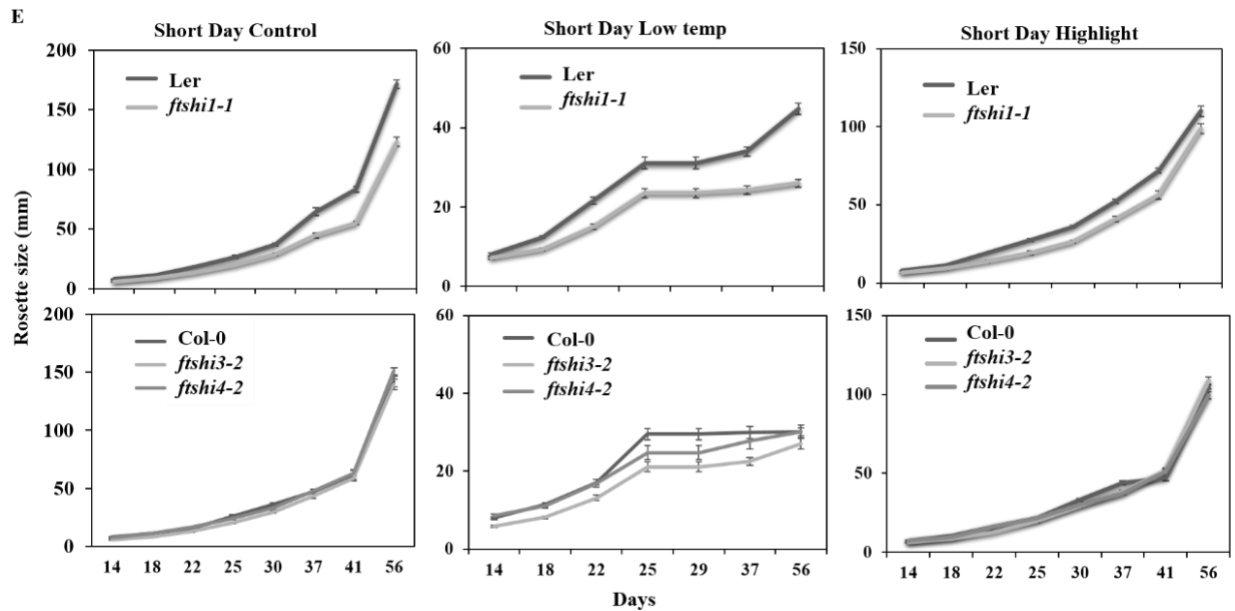 E
Short Day Control
Short Day Low temp
Short Day Highlight
Rosette size (mm)
200
150
100
50
0
Ler
ftshi1-1
60
40
20
0
Ler
ftshi1-1
150
100
50
0
Ler
ftshi1-1
200
150
100
50
0
Col-0
ftshi3-2
ftshi4-2
14 18 22 25 30 37 41 56
60
40
20
0
Col-0
ftshi3-2
ftshi4-2
14 18 22 25 29 37 56
150
100
50
0
Col-0
ftshi3-2
ftshi4-2
14 18 22 25 30 37 41 56
Days